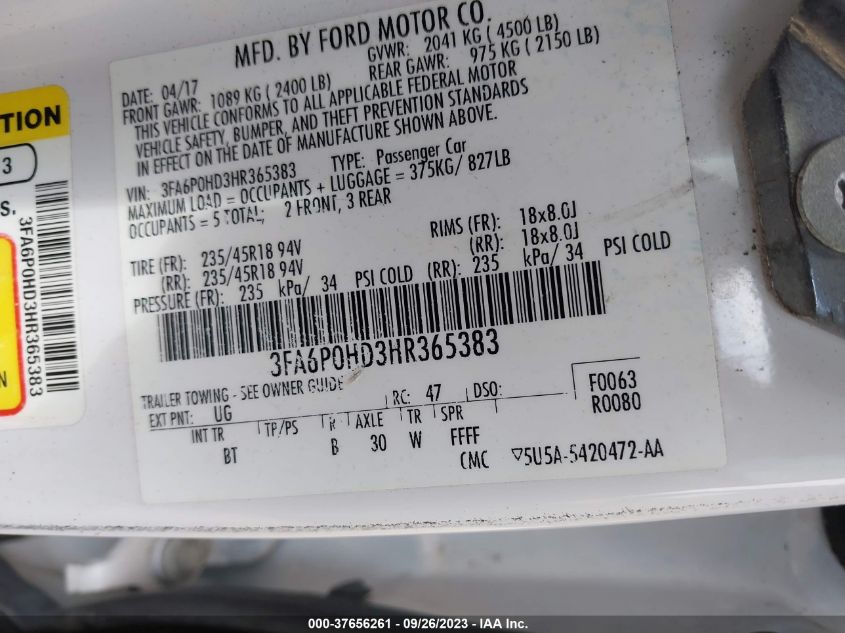 MFD. BY FORD MOTOR CO.
DATE: 04/17 GVWR: 2041 KG ( 4500 LB)
FRONT GAWR: 1089 KG ( 2400 LB) REAR GAWR: 975 KG ( 2150 LB)
THIS VEHICLE CONFORMS TO ALL APPLICABLE FEDERAL MOTOR
VEHICLE SAFETY, BUMPER, AND THEFT PREVENTION STANDARDS
IN EFFECT ON THE DATE OF MANUFACTURE SHOWN ABOVE.
VIN: 3FA6P0HD3HR365383 TYPE: Passenger Car
MAXIMUM LOAD = OCCUPANTS + LUGGAGE = 375KG/ 827LB
OCCUPANTS = 5 TOTAL; 2 FRONT, 3 REAR
TIRE (FR): 235/45R18 94V RIMS (FR): 18x8.0J
(RR): 235/45R18 94V (RR): 18x8.0J
PRESSURE (FR): 235 kPa/ 34 PSI COLD (RR): 235 kPa/ 34 PSI COLD
3FA6P0HD3HR365383
TRAILER TOWING - SEE OWNER GUIDE
EXT PNT: UG RC: 47 DSO: F0063
INT TR TP/PS R AXLE TR SPR R0080
BT B 30 W FFFF
CMC 5U5A-5420472-AA
TION
3
S.
3FA6P0HD3HR365383
N
000-37656261 - 09/26/2023 - IAA Inc.